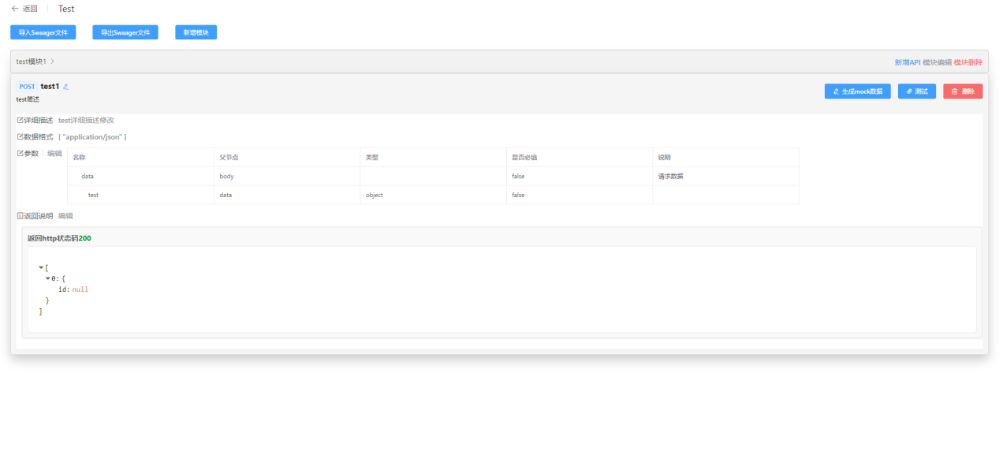 返回 Test
导入Swaager文件 导出Swaager文件 新增模块
test模块1 新增API 模块编辑 模块删除
POST test1 生成mock数据 测试 删除
test简述
详细描述 test详细描述修改
数据格式 [ "application/json" ]
参数 编辑 名称 父节点 类型 是否必填 说明
data body false 请求数据
test data object false
返回说明 编辑
返回http状态码200
[
0: {
id: null
}
]